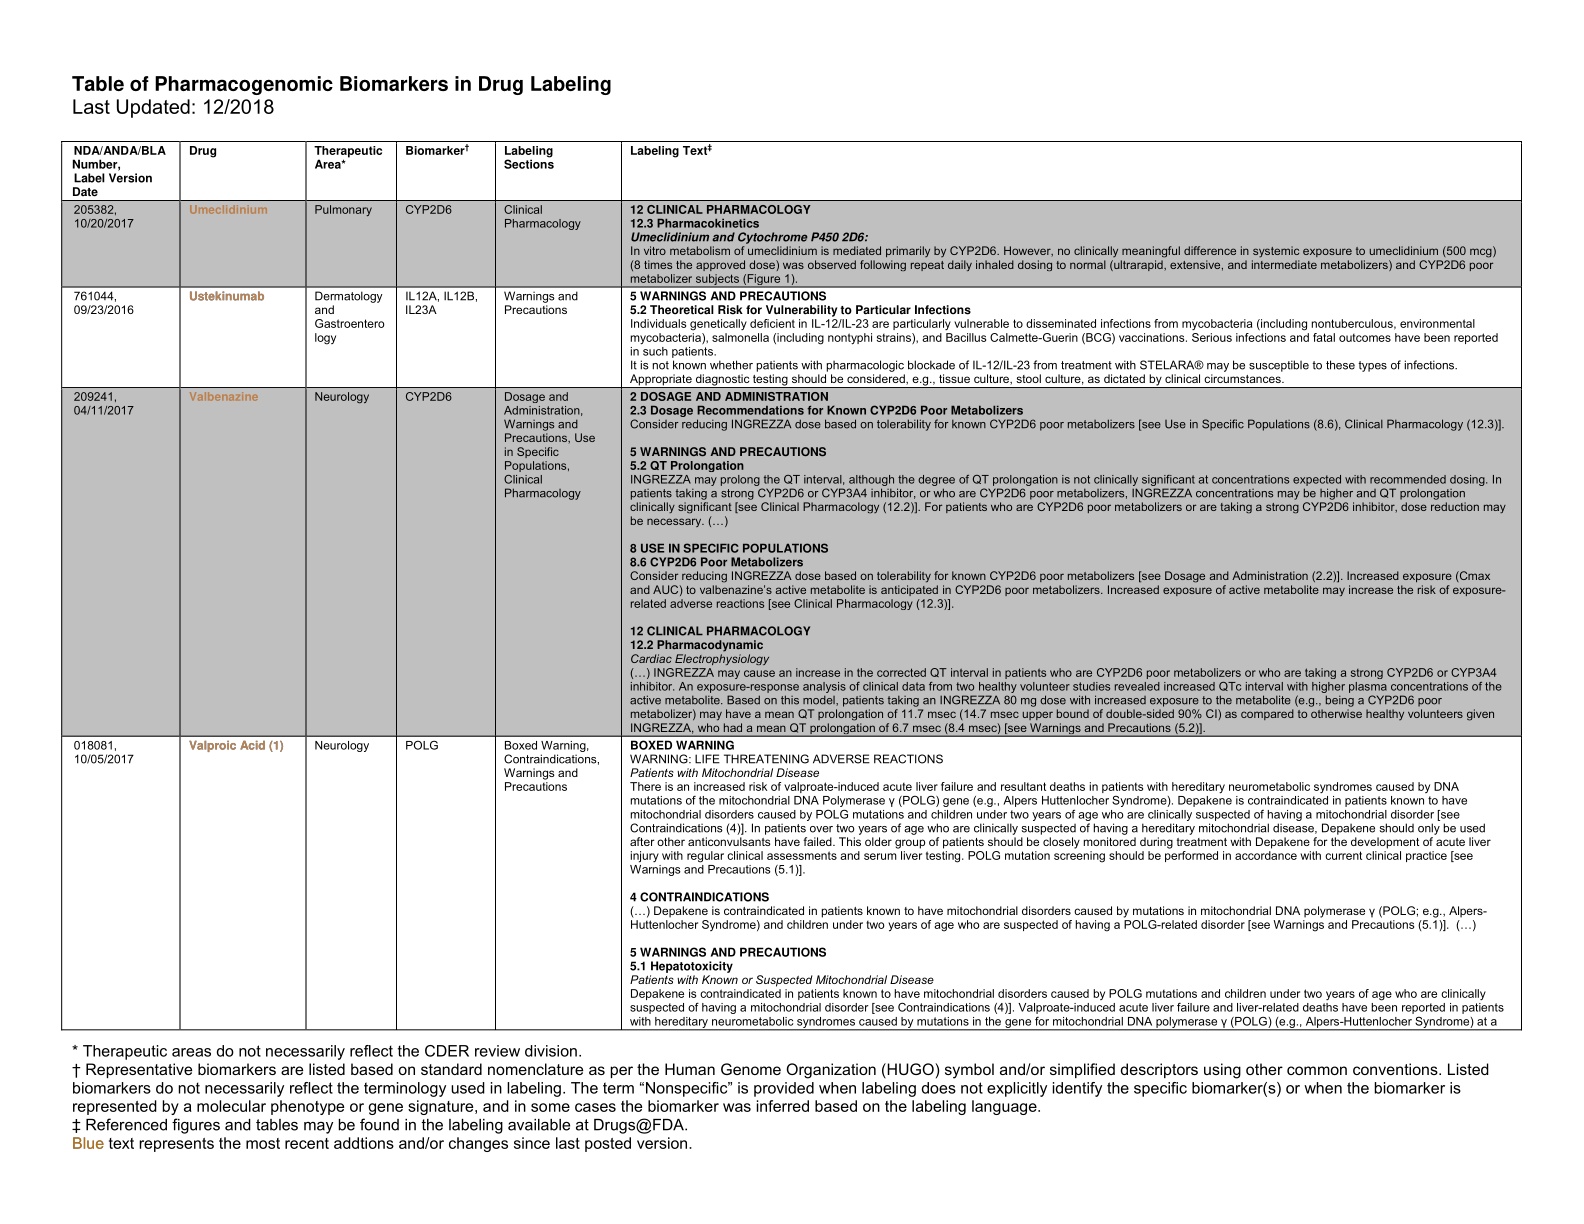 Table of Pharmacogenomic Biomarkers in Drug Labeling
Last Updated: 12/2018
NDA/ANDA/BLA
Number,
Label Version
Date
Drug
Therapeutic
Area*
Biomarker†
Labeling
Sections
Labeling Text‡
205382,
10/20/2017
Umeclidinium
Pulmonary
CYP2D6
Clinical
Pharmacology
12 CLINICAL PHARMACOLOGY
12.3 Pharmacokinetics
Umeclidinium and Cytochrome P450 2D6:
In vitro metabolism of umeclidinium is mediated primarily by CYP2D6. However, no clinically meaningful difference in systemic exposure to umeclidinium (500 mcg)
(8 times the approved dose) was observed following repeat daily inhaled dosing to normal (ultrarapid, extensive, and intermediate metabolizers) and CYP2D6 poor
metabolizer subjects (Figure 1).
761044,
09/23/2016
Ustekinumab
Dermatology
and
Gastroentero
logy
IL12A, IL12B,
IL23A
Warnings and
Precautions
5 WARNINGS AND PRECAUTIONS
5.2 Theoretical Risk for Vulnerability to Particular Infections
Individuals genetically deficient in IL-12/IL-23 are particularly vulnerable to disseminated infections from mycobacteria (including nontuberculous, environmental
mycobacteria), salmonella (including nontyphi strains), and Bacillus Calmette-Guerin (BCG) vaccinations. Serious infections and fatal outcomes have been reported
in such patients.
It is not known whether patients with pharmacologic blockade of IL-12/IL-23 from treatment with STELARA® may be susceptible to these types of infections.
Appropriate diagnostic testing should be considered, e.g., tissue culture, stool culture, as dictated by clinical circumstances.
209241,
04/11/2017
Valbenazine
Neurology
CYP2D6
Dosage and
Administration,
Warnings and
Precautions, Use
in Specific
Populations,
Clinical
Pharmacology
2 DOSAGE AND ADMINISTRATION
2.3 Dosage Recommendations for Known CYP2D6 Poor Metabolizers
Consider reducing INGREZZA dose based on tolerability for known CYP2D6 poor metabolizers [see Use in Specific Populations (8.6), Clinical Pharmacology (12.3)].
5 WARNINGS AND PRECAUTIONS
5.2 QT Prolongation
INGREZZA may prolong the QT interval, although the degree of QT prolongation is not clinically significant at concentrations expected with recommended dosing. In
patients taking a strong CYP2D6 or CYP3A4 inhibitor, or who are CYP2D6 poor metabolizers, INGREZZA concentrations may be higher and QT prolongation
clinically significant [see Clinical Pharmacology (12.2)]. For patients who are CYP2D6 poor metabolizers or are taking a strong CYP2D6 inhibitor, dose reduction may
be necessary. (…)
8 USE IN SPECIFIC POPULATIONS
8.6 CYP2D6 Poor Metabolizers
Consider reducing INGREZZA dose based on tolerability for known CYP2D6 poor metabolizers [see Dosage and Administration (2.2)]. Increased exposure (Cmax
and AUC) to valbenazine's active metabolite is anticipated in CYP2D6 poor metabolizers. Increased exposure of active metabolite may increase the risk of exposure-
related adverse reactions [see Clinical Pharmacology (12.3)].
12 CLINICAL PHARMACOLOGY
12.2 Pharmacodynamic
Cardiac Electrophysiology
(…) INGREZZA may cause an increase in the corrected QT interval in patients who are CYP2D6 poor metabolizers or who are taking a strong CYP2D6 or CYP3A4
inhibitor. An exposure-response analysis of clinical data from two healthy volunteer studies revealed increased QTc interval with higher plasma concentrations of the
active metabolite. Based on this model, patients taking an INGREZZA 80 mg dose with increased exposure to the metabolite (e.g., being a CYP2D6 poor
metabolizer) may have a mean QT prolongation of 11.7 msec (14.7 msec upper bound of double-sided 90% CI) as compared to otherwise healthy volunteers given
INGREZZA, who had a mean QT prolongation of 6.7 msec (8.4 msec) [see Warnings and Precautions (5.2)].
018081,
10/05/2017
Valproic Acid (1)
Neurology
POLG
Boxed Warning,
Contraindications,
Warnings and
Precautions
BOXED WARNING
WARNING: LIFE THREATENING ADVERSE REACTIONS
Patients with Mitochondrial Disease
There is an increased risk of valproate-induced acute liver failure and resultant deaths in patients with hereditary neurometabolic syndromes caused by DNA
mutations of the mitochondrial DNA Polymerase γ (POLG) gene (e.g., Alpers Huttenlocher Syndrome). Depakene is contraindicated in patients known to have
mitochondrial disorders caused by POLG mutations and children under two years of age who are clinically suspected of having a mitochondrial disorder [see
Contraindications (4)]. In patients over two years of age who are clinically suspected of having a hereditary mitochondrial disease, Depakene should only be used
after other anticonvulsants have failed. This older group of patients should be closely monitored during treatment with Depakene for the development of acute liver
injury with regular clinical assessments and serum liver testing. POLG mutation screening should be performed in accordance with current clinical practice [see
Warnings and Precautions (5.1)].
4 CONTRAINDICATIONS
(…) Depakene is contraindicated in patients known to have mitochondrial disorders caused by mutations in mitochondrial DNA polymerase γ (POLG; e.g., Alpers-
Huttenlocher Syndrome) and children under two years of age who are suspected of having a POLG-related disorder [see Warnings and Precautions (5.1)]. (…)
5 WARNINGS AND PRECAUTIONS
5.1 Hepatotoxicity
Patients with Known or Suspected Mitochondrial Disease
Depakene is contraindicated in patients known to have mitochondrial disorders caused by POLG mutations and children under two years of age who are clinically
suspected of having a mitochondrial disorder [see Contraindications (4)]. Valproate-induced acute liver failure and liver-related deaths have been reported in patients
with hereditary neurometabolic syndromes caused by mutations in the gene for mitochondrial DNA polymerase γ (POLG) (e.g., Alpers-Huttenlocher Syndrome) at a
* Therapeutic areas do not necessarily reflect the CDER review division.
† Representative biomarkers are listed based on standard nomenclature as per the Human Genome Organization (HUGO) symbol and/or simplified descriptors using other common conventions. Listed
biomarkers do not necessarily reflect the terminology used in labeling. The term “Nonspecific” is provided when labeling does not explicitly identify the specific biomarker(s) or when the biomarker is
represented by a molecular phenotype or gene signature, and in some cases the biomarker was inferred based on the labeling language.
‡ Referenced figures and tables may be found in the labeling available at Drugs@FDA.
Blue text represents the most recent addtions and/or changes since last posted version.